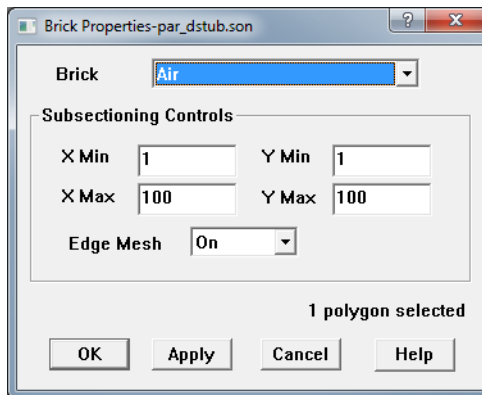 Brick Properties-par_dstub.son
?
Brick Air
Subsectioning Controls
X Min 1 Y Min 1
X Max 100 Y Max 100
Edge Mesh On
1 polygon selected
OK Apply Cancel Help